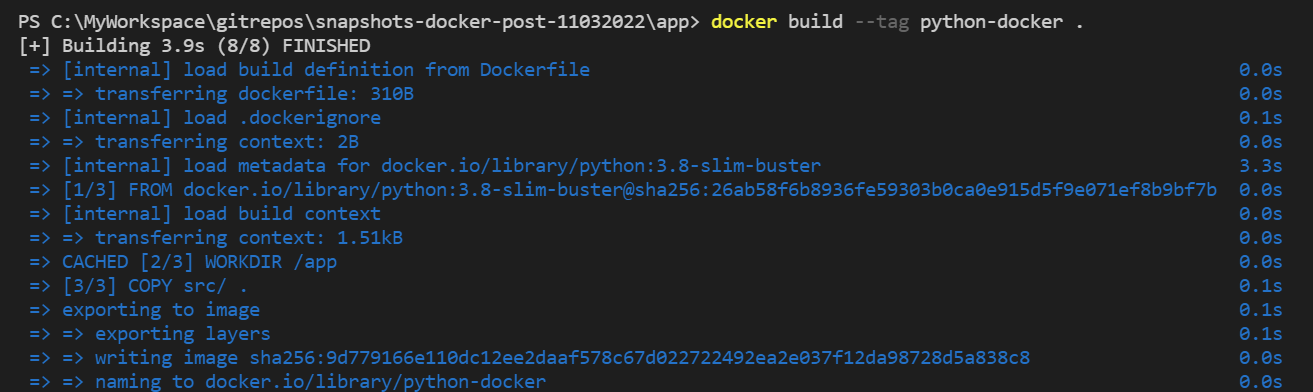 PS C:\MyWorkspace\gitrepos\snapshots-docker-post-11032022\app> docker build --tag python-docker .
[+] Building 3.9s (8/8) FINISHED
=> [internal] load build definition from Dockerfile 0.0s
=> => transferring dockerfile: 310B 0.0s
=> [internal] load .dockerignore 0.1s
=> => transferring context: 2B 0.0s
=> [internal] load metadata for docker.io/library/python:3.8-slim-buster 3.3s
=> [1/3] FROM docker.io/library/python:3.8-slim-buster@sha256:26ab58f6b8936fe59303b0ca0e915d5f9e071ef8b9bf7b 0.0s
=> [internal] load build context 0.0s
=> => transferring context: 1.51kB 0.0s
=> CACHED [2/3] WORKDIR /app 0.0s
=> [3/3] COPY src/ . 0.1s
=> exporting to image 0.1s
=> => exporting layers 0.1s
=> => writing image sha256:9d779166e110dc12ee2daaf578c67d022722492ea2e037f12da98728d5a838c8 0.0s
=> => naming to docker.io/library/python-docker 0.0s